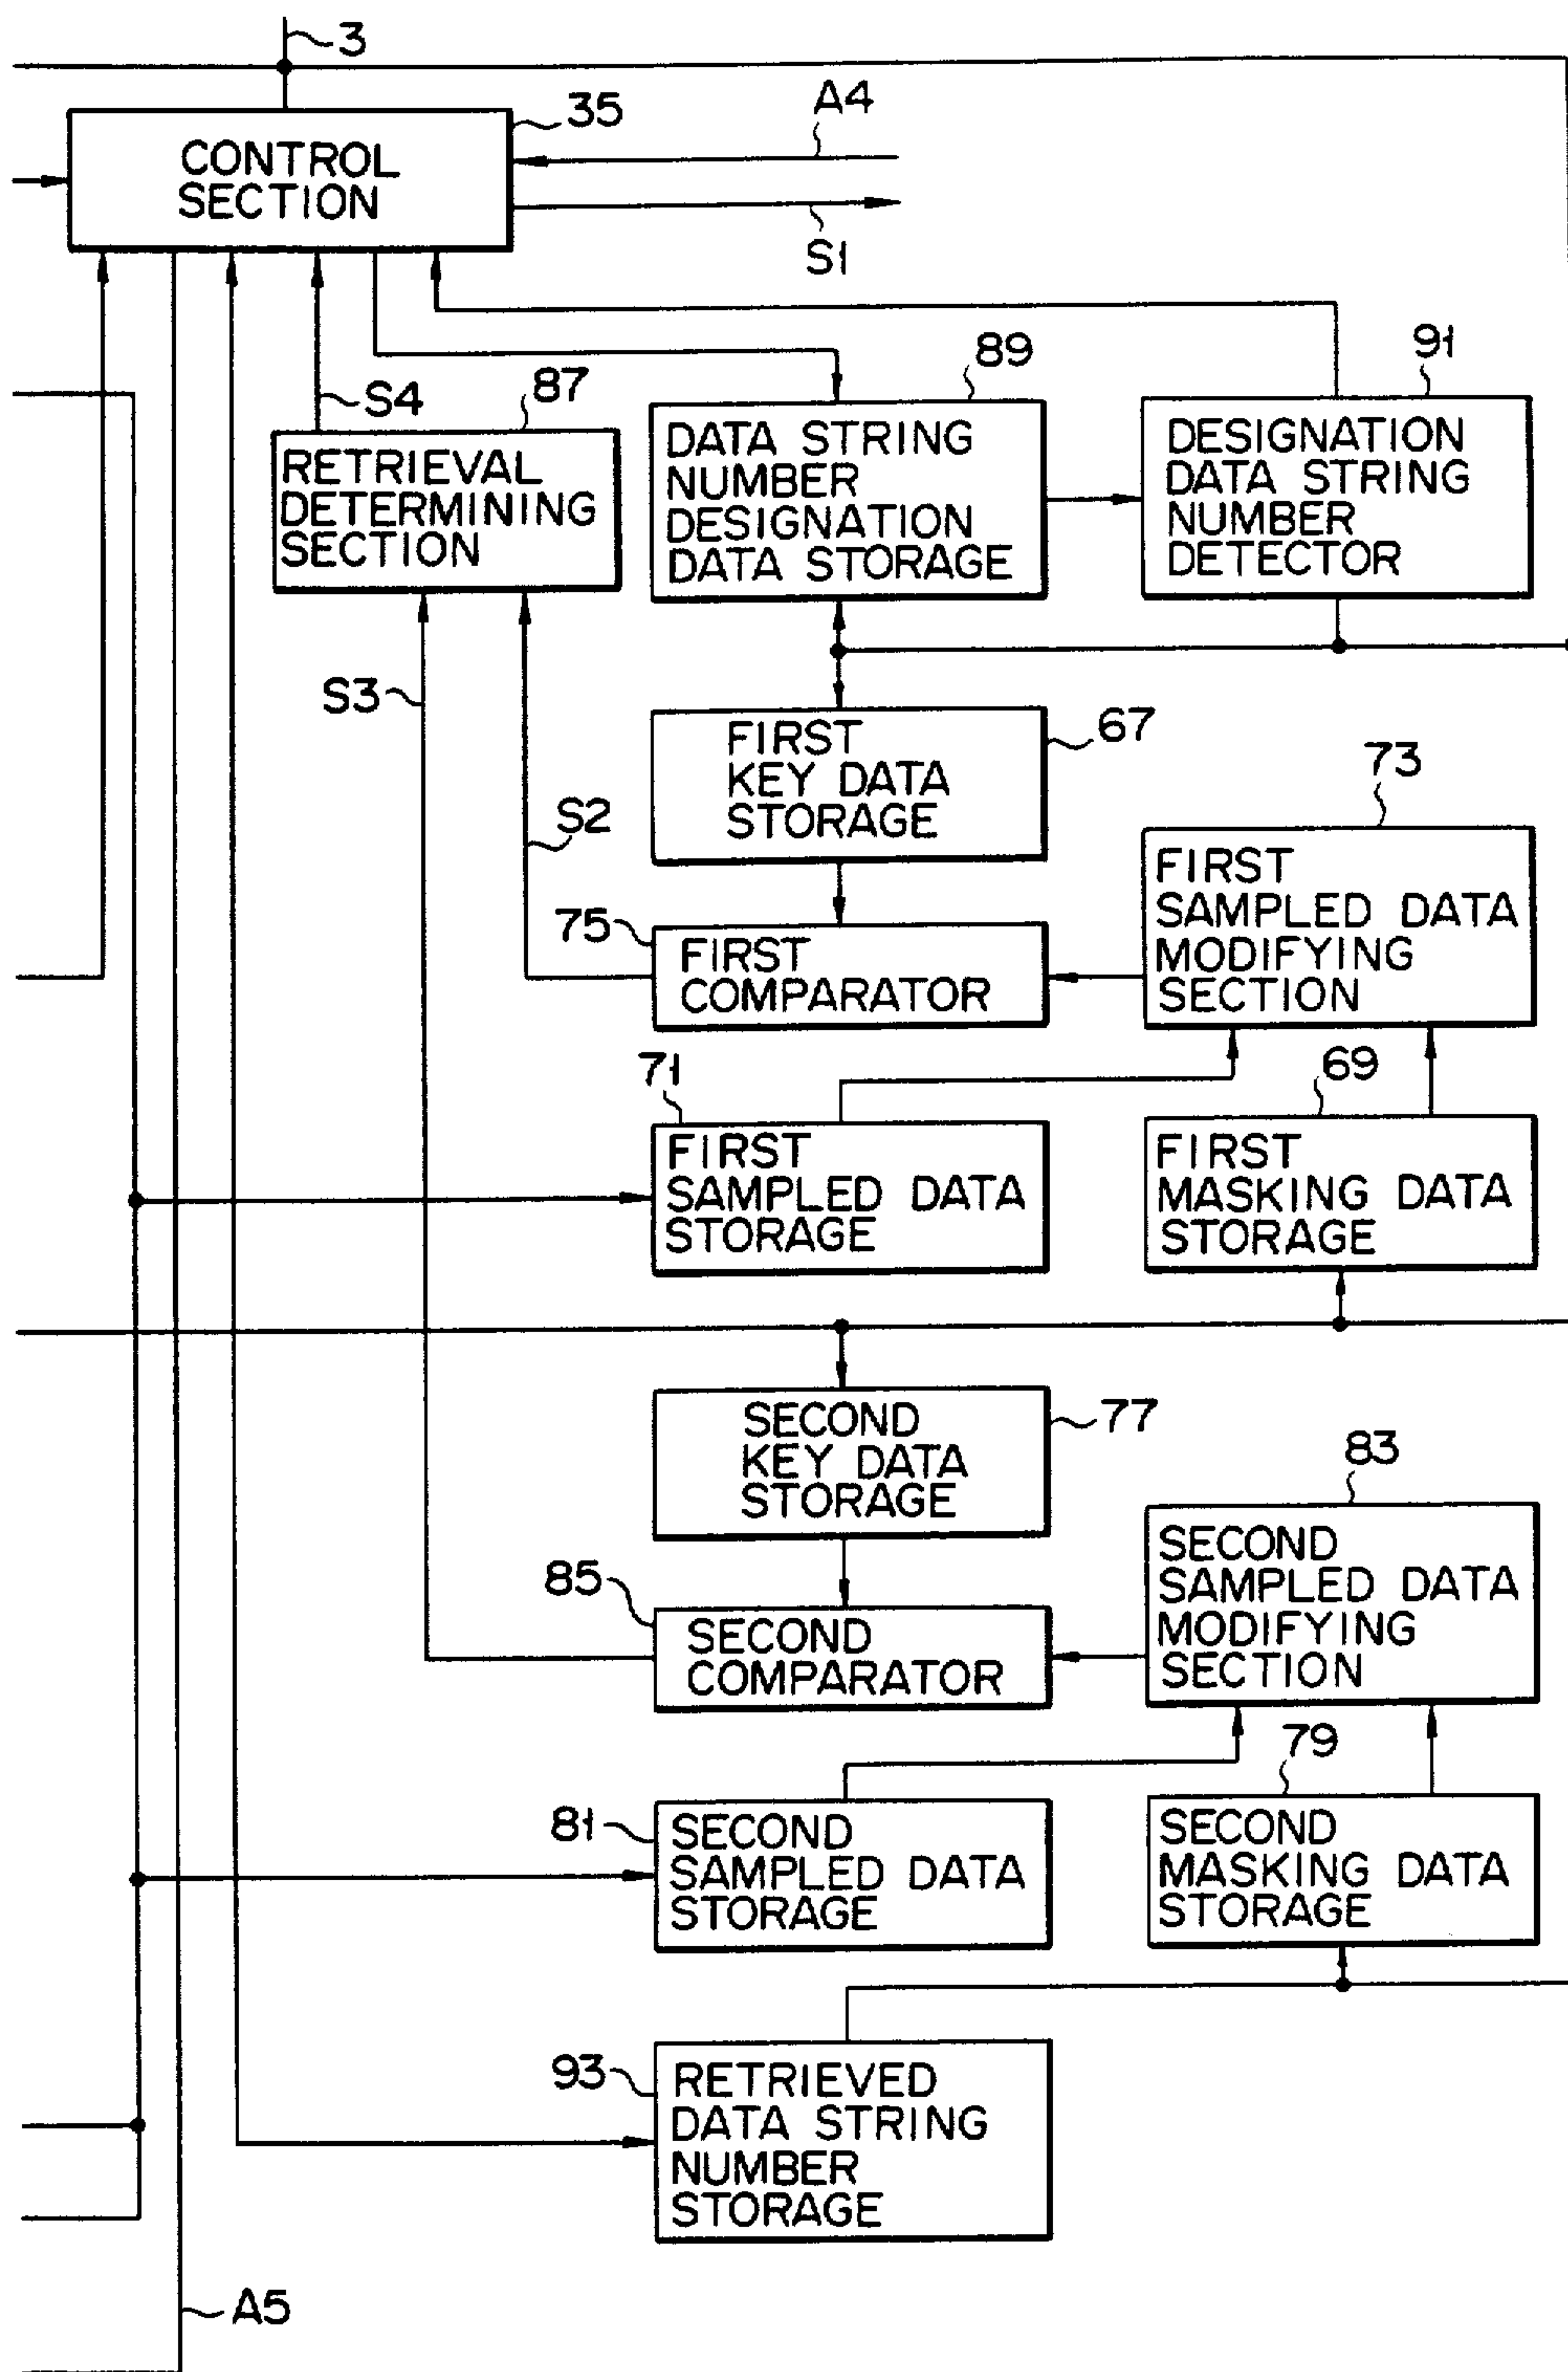 3
35
CONTROL
SECTION
A4
S1
S4
87
RETRIEVAL
DETERMINING
SECTION
89
DATA STRING
NUMBER
DESIGNATION
DATA STORAGE
91
DESIGNATION
DATA STRING
NUMBER
DETECTOR
S3
S2
67
FIRST
KEY DATA
STORAGE
73
FIRST
SAMPLED DATA
MODIFYING
SECTION
75
FIRST
COMPARATOR
71
FIRST
SAMPLED DATA
STORAGE
69
FIRST
MASKING DATA
STORAGE
77
SECOND
KEY DATA
STORAGE
83
SECOND
SAMPLED DATA
MODIFYING
SECTION
85
SECOND
COMPARATOR
81
SECOND
SAMPLED DATA
STORAGE
79
SECOND
MASKING DATA
STORAGE
93
RETRIEVED
DATA STRING
NUMBER
STORAGE
A5